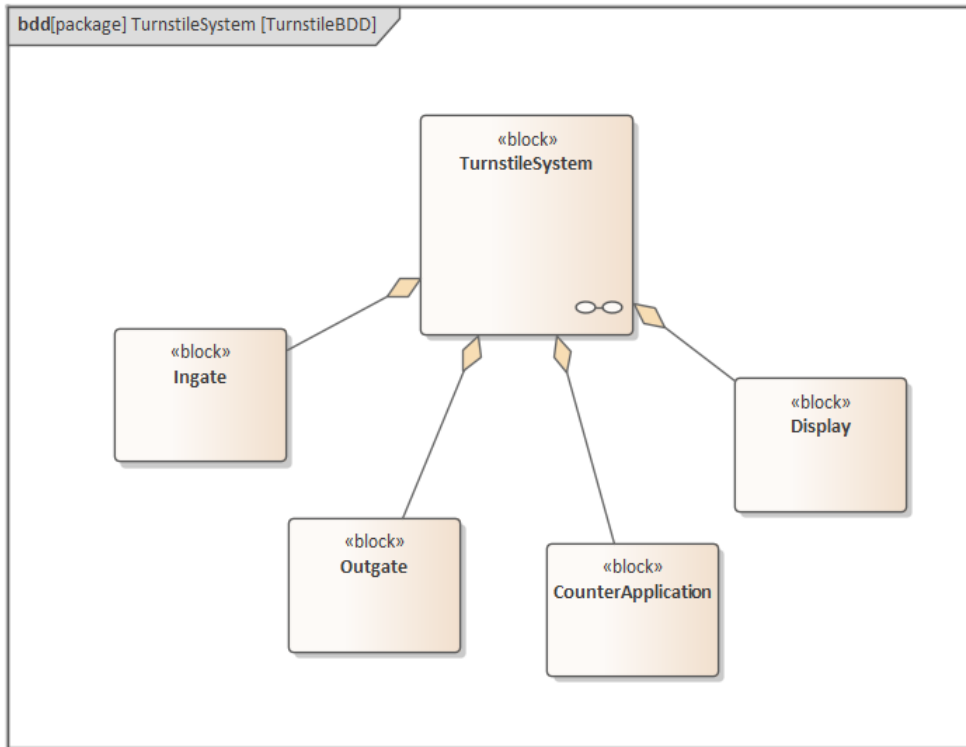 bdd[package] TurnstileSystem [TurnstileBDD]
«block»
TurnstileSystem
«block»
Ingate
«block»
Display
«block»
Outgate
«block»
CounterApplication